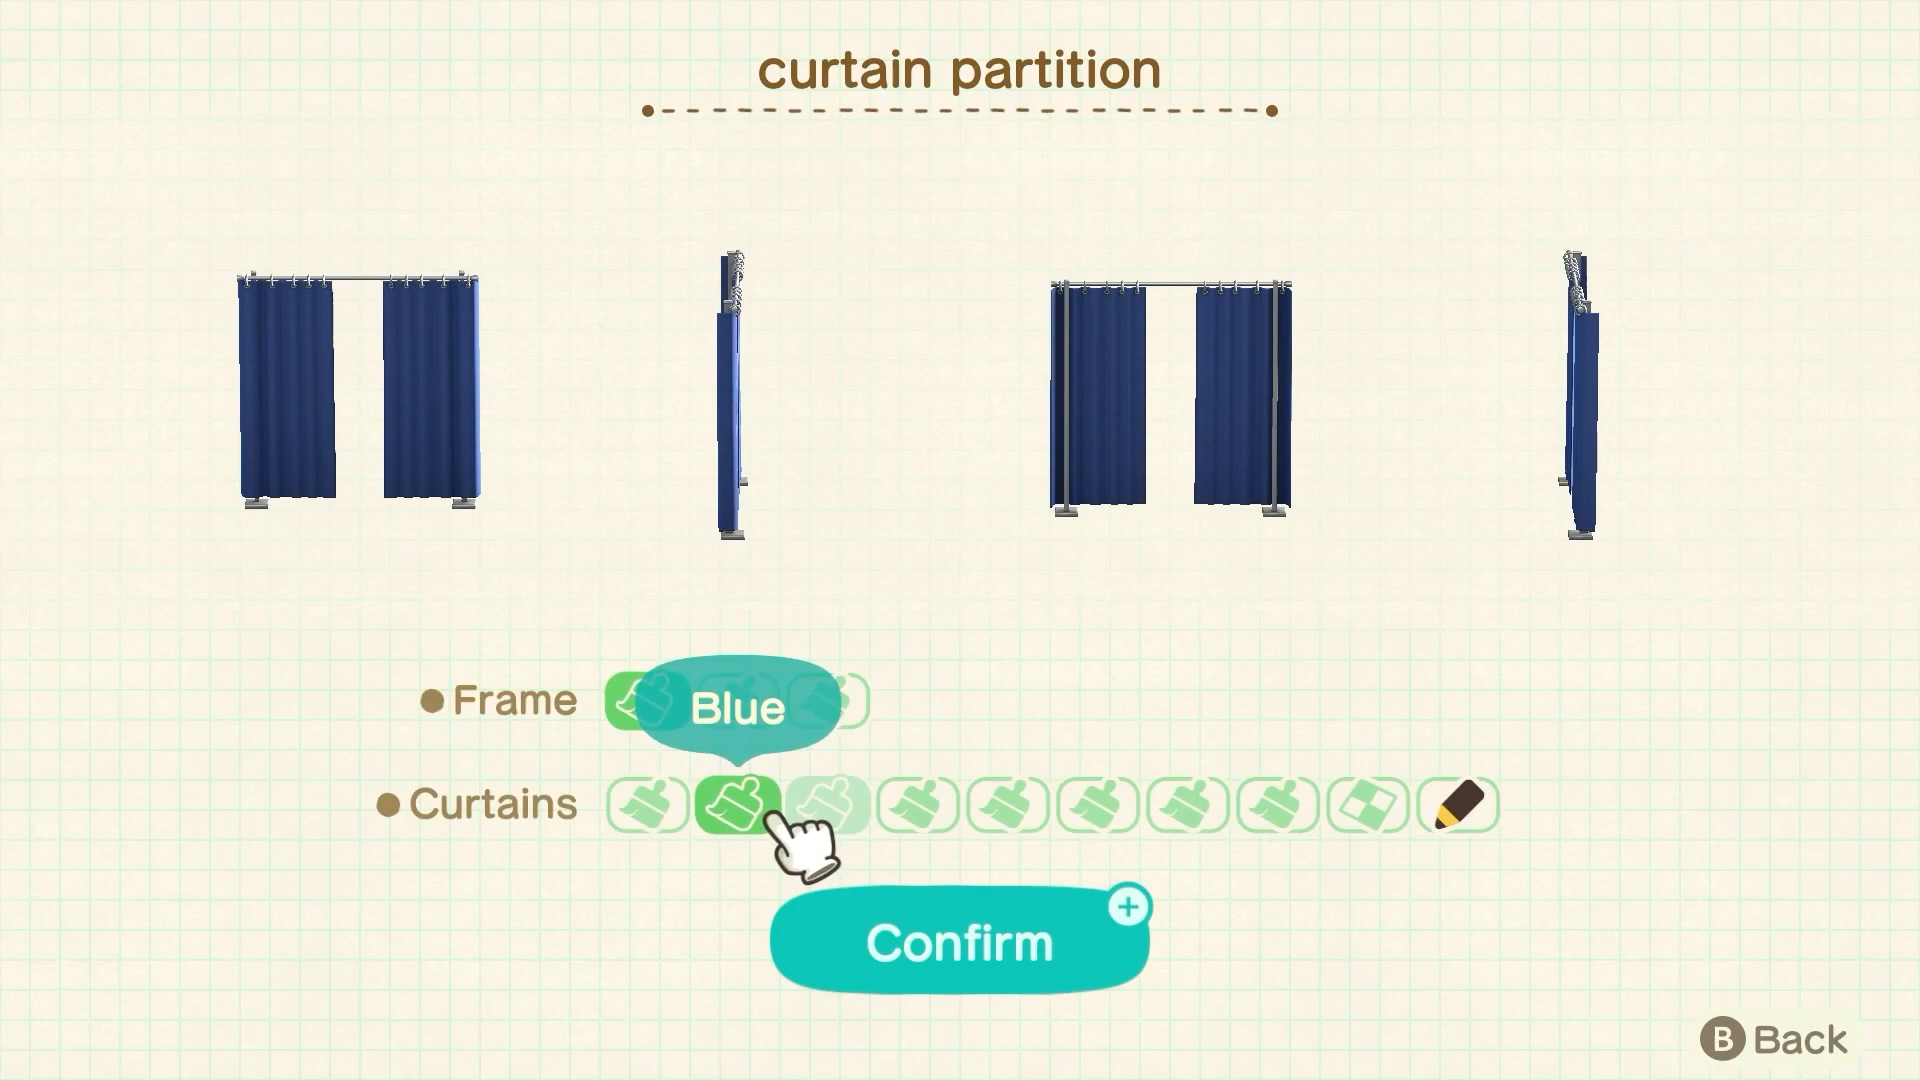 curtain partition
Frame
Blue
Curtains
Confirm
B Back